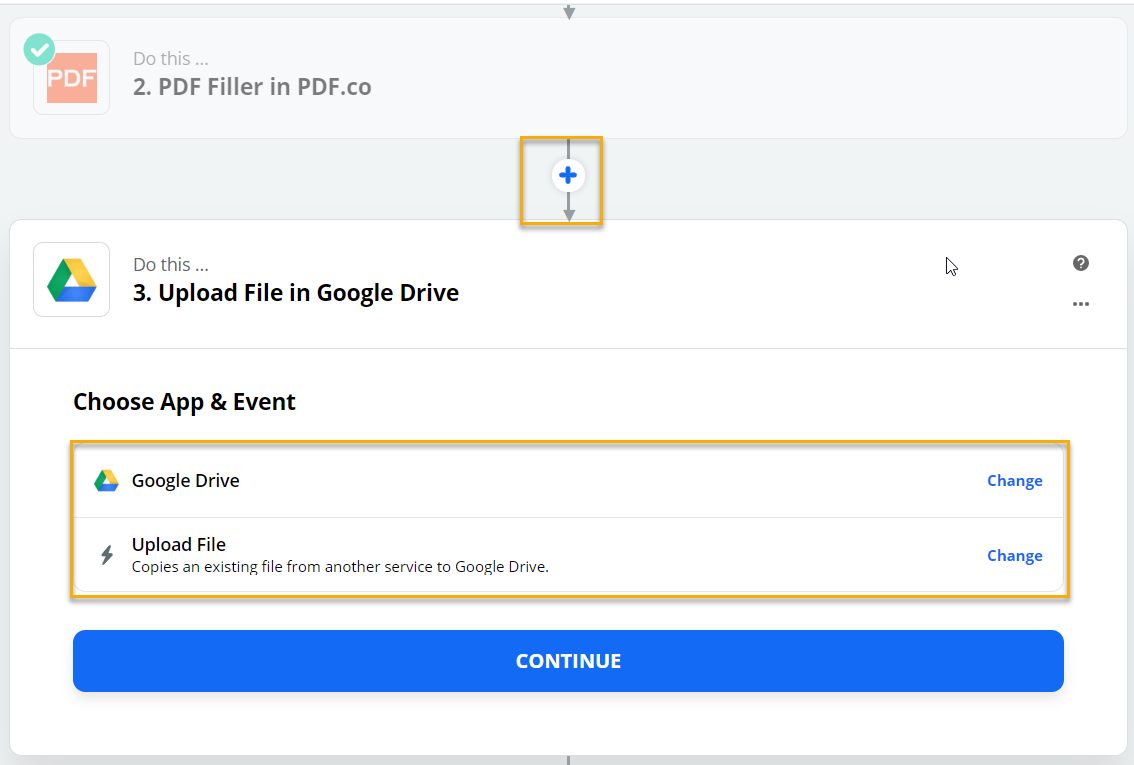 Do this ...
PDF
2. PDF Filler in PDF.co
Do this ...
3. Upload File in Google Drive
Choose App & Event
Google Drive
Change
Upload File
Copies an existing file from another service to Google Drive.
Change
CONTINUE